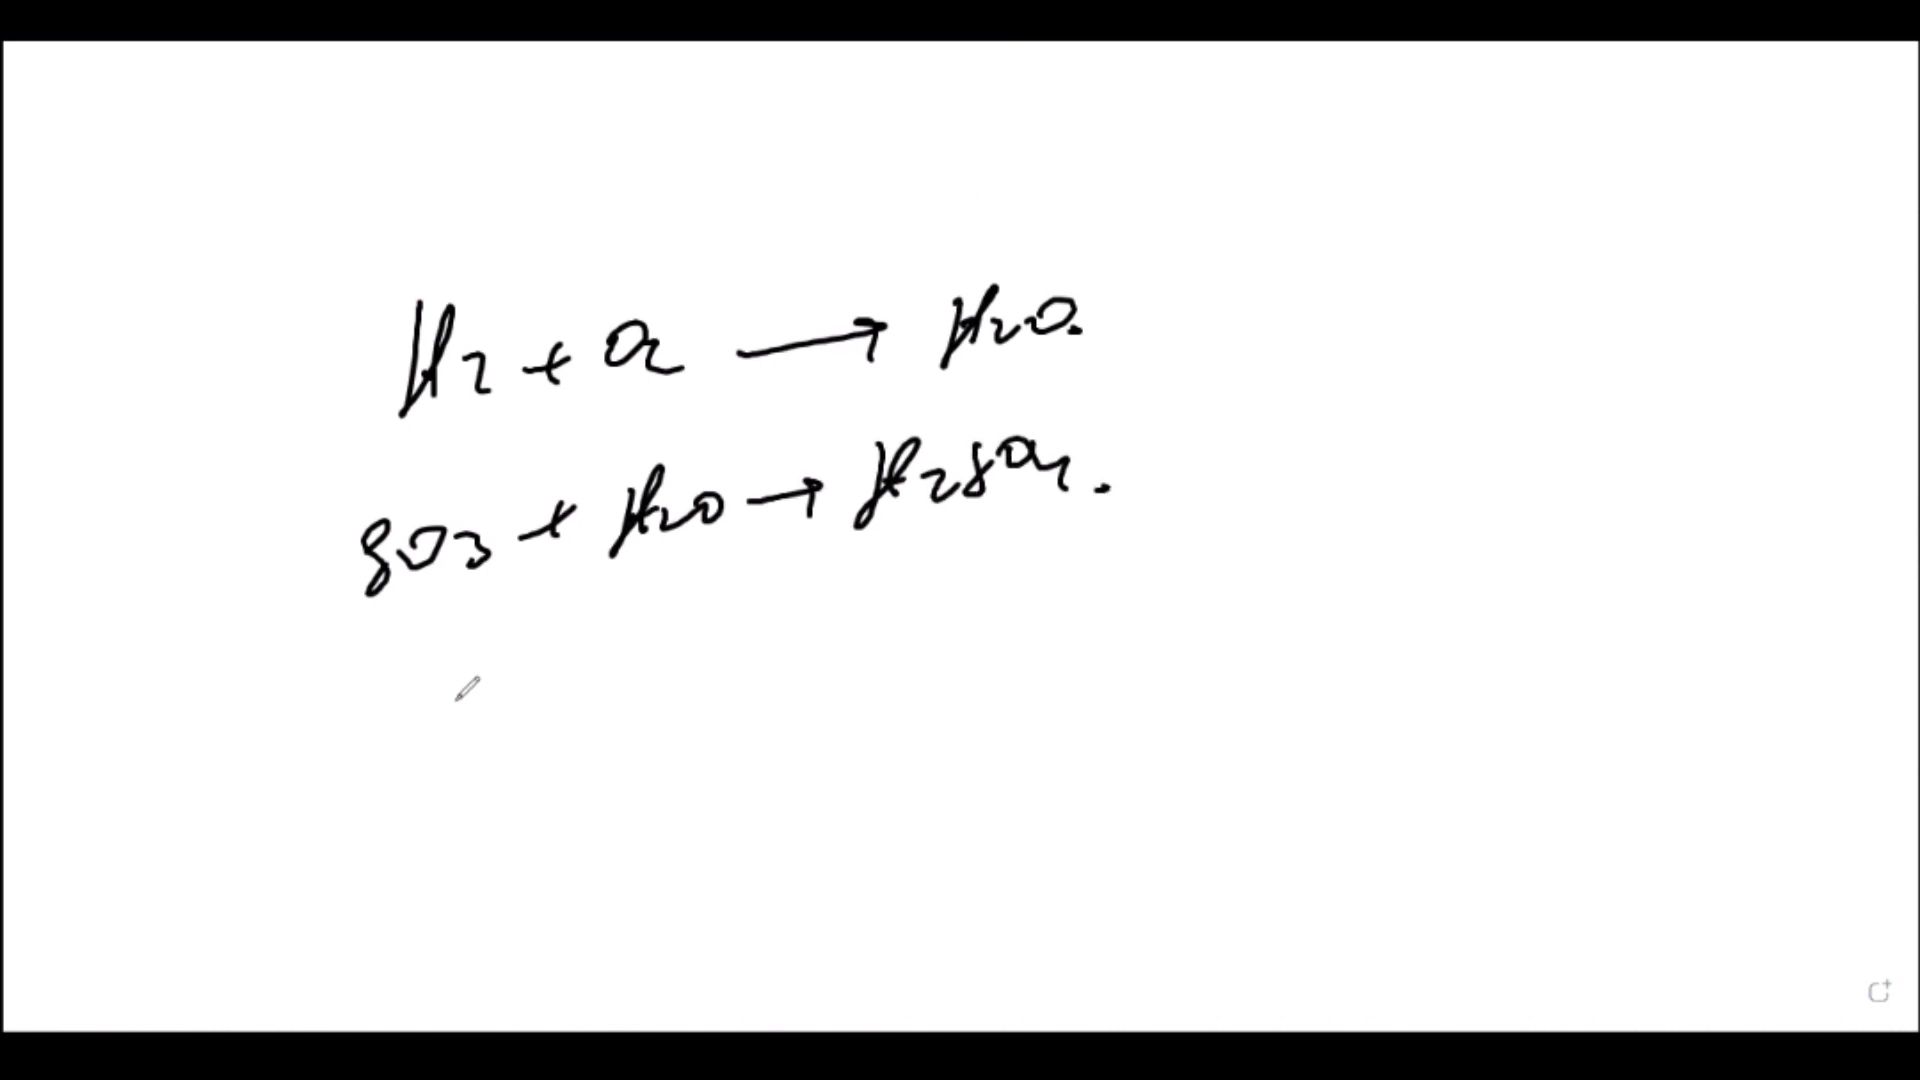 H2 + O2 → H2O.
SO3 + H2O → H2SO4.